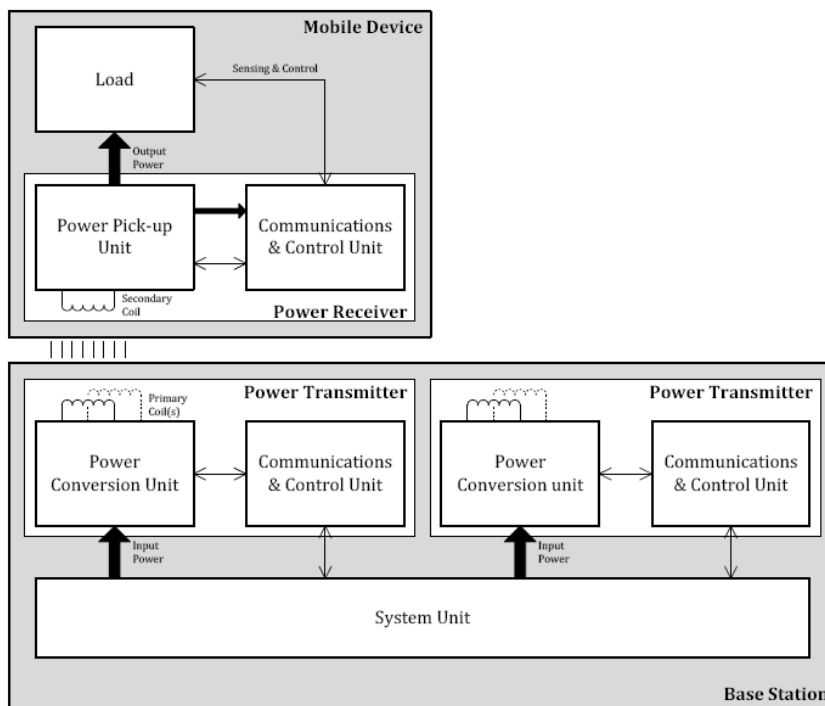 Mobile Device
Load
Sensing & Control
Output
Power
Power Pick-up
Unit
Communications
& Control Unit
Secondary
Coil
Power Receiver
Power Transmitter
Primary
Coil(s)
Power
Conversion Unit
Communications
& Control Unit
Input
Power
Power Transmitter
Power
Conversion unit
Communications
& Control Unit
Input
Power
System Unit
Base Station